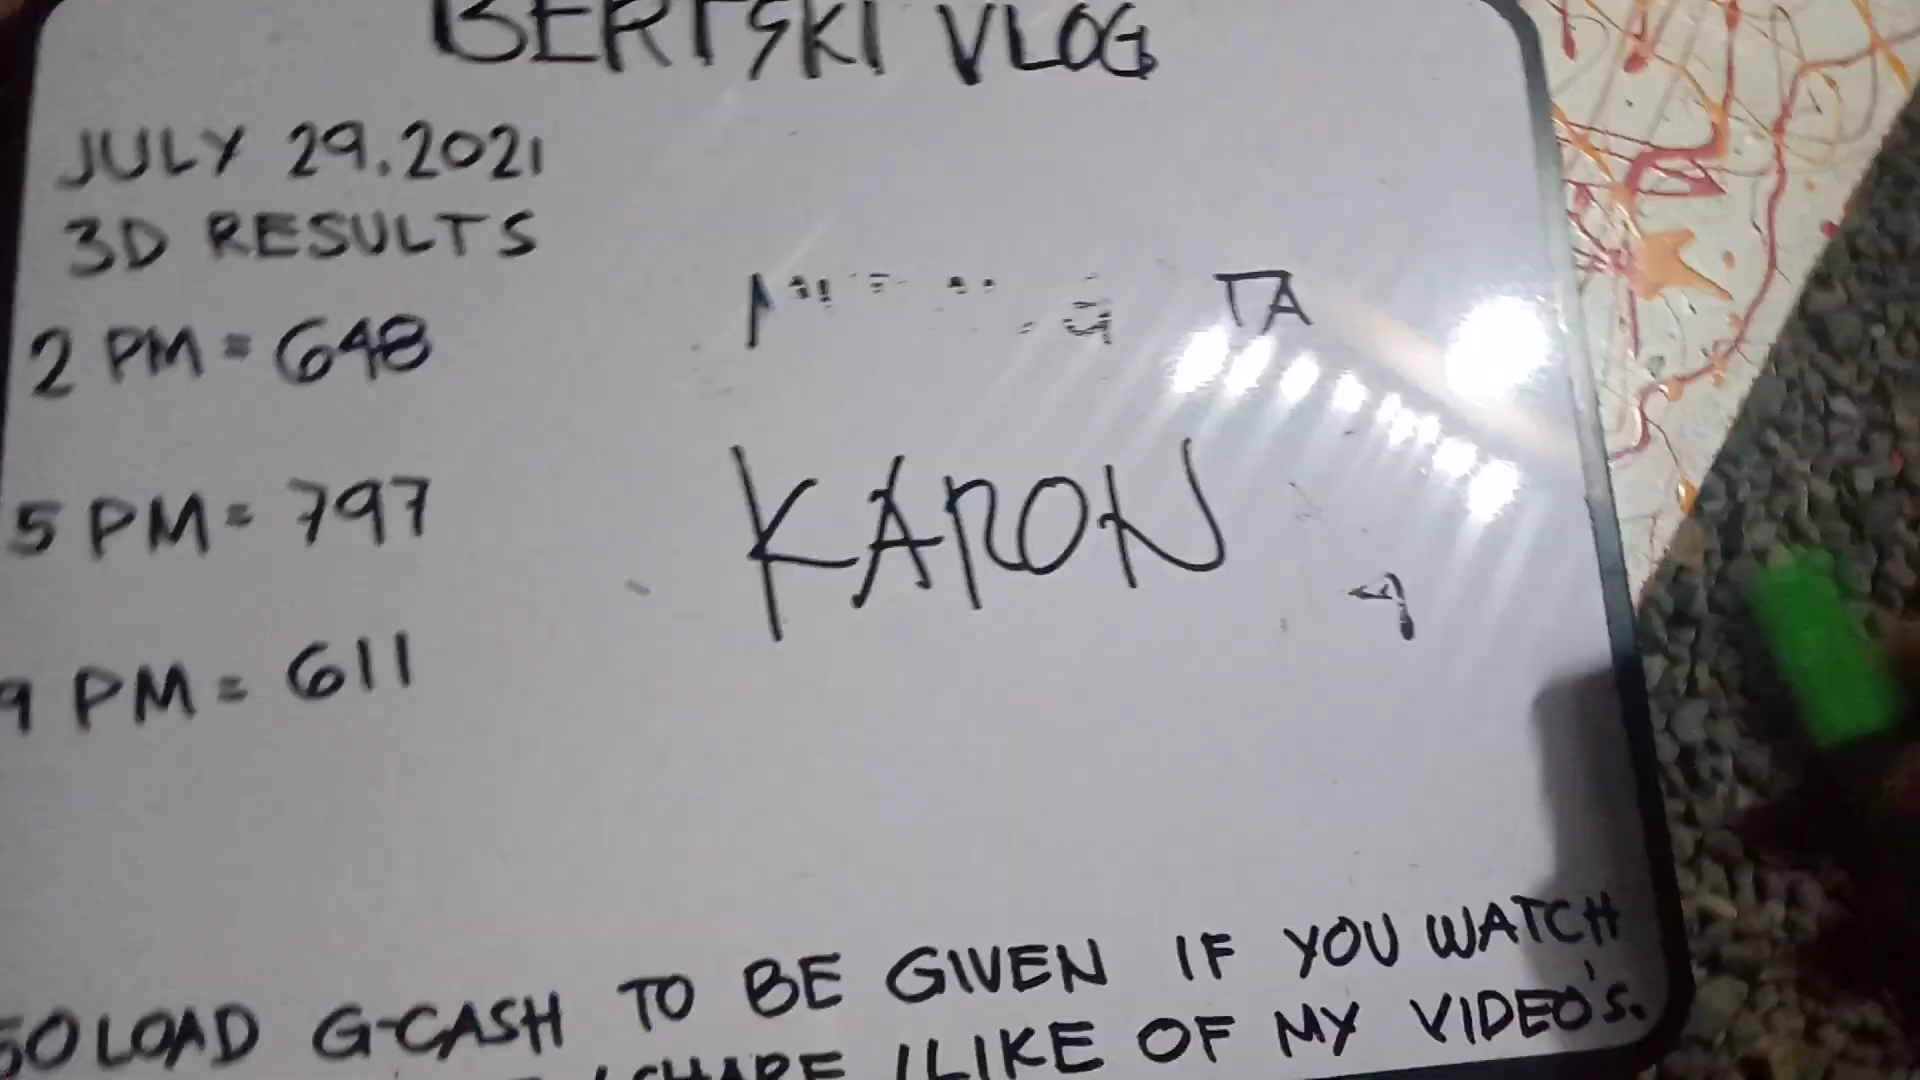 BERTSKI VLOG
JULY 29.2021
3D RESULTS
2 PM = 648
5 PM = 797
9 PM = 611
TA
KARON
50 LOAD G-CASH TO BE GIVEN IF YOU WATCH
/SHARE /LIKE OF MY VIDEO'S.